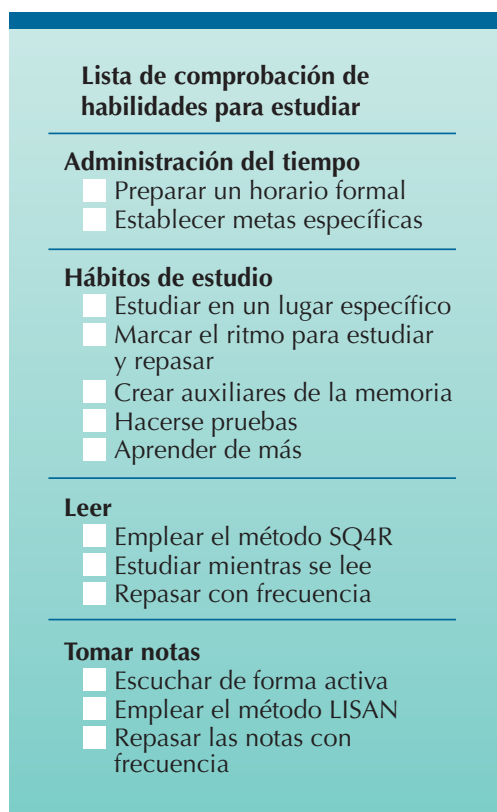 Lista de comprobación de
habilidades para estudiar
Administración del tiempo
Preparar un horario formal
Establecer metas específicas
Hábitos de estudio
Estudiar en un lugar específico
Marcar el ritmo para estudiar
y repasar
Crear auxiliares de la memoria
Hacerse pruebas
Aprender de más
Leer
Emplear el método SQ4R
Estudiar mientras se lee
Repasar con frecuencia
Tomar notas
Escuchar de forma activa
Emplear el método LISAN
Repasar las notas con
frecuencia